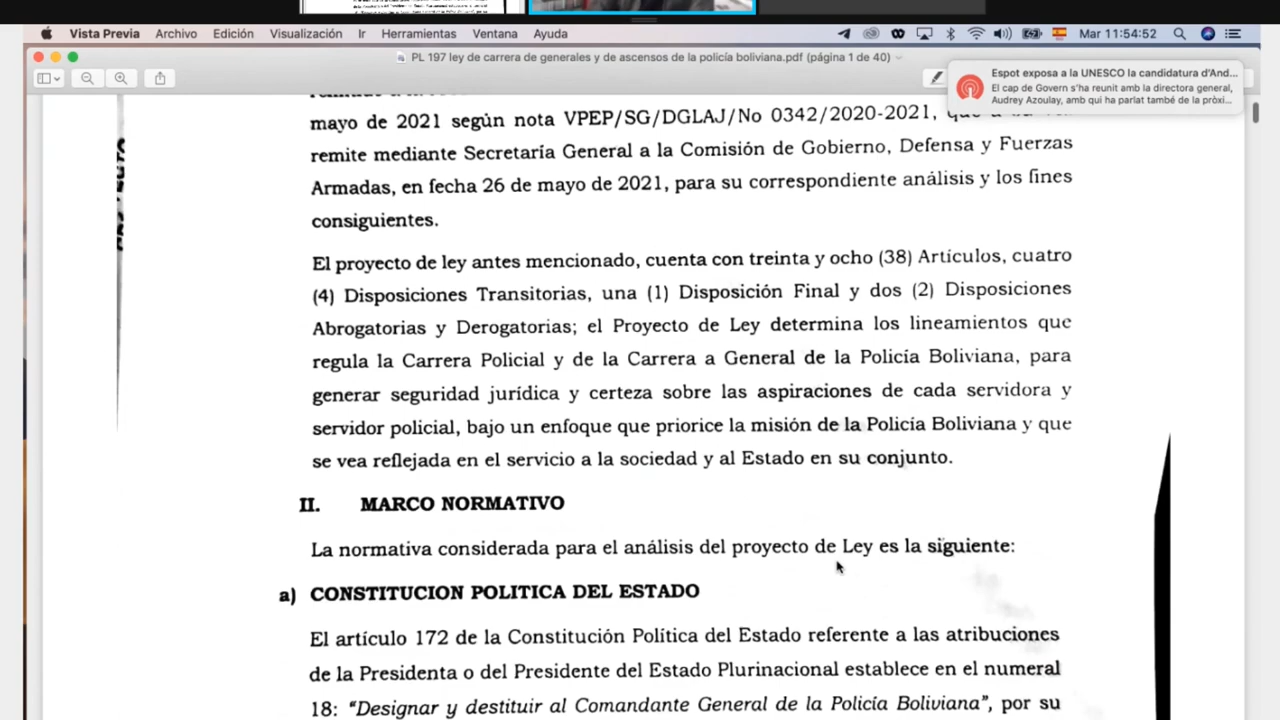 Vista Previa Archivo Edición Visualización Ir Herramientas Ventana Ayuda Mar 11:54:52
PL 197 ley de carrera de generales y de ascensos de la policía boliviana.pdf (página 1 de 40)
Espot exposa a la UNESCO la candidatura d'And...
El cap de Govern s'ha reunit amb la directora general,
Audrey Azoulay, amb qui ha parlat també de la pròxi...
mayo de 2021 según nota VPEP/SG/DGLAJ/No 0342/2020-2021, que a su
remite mediante Secretaría General a la Comisión de Gobierno, Defensa y Fuerzas
Armadas, en fecha 26 de mayo de 2021, para su correspondiente análisis y los fines
consiguientes.
El proyecto de ley antes mencionado, cuenta con treinta y ocho (38) Artículos, cuatro
(4) Disposiciones Transitorias, una (1) Disposición Final y dos (2) Disposiciones
Abrogatorias y Derogatorias; el Proyecto de Ley determina los lineamientos que
regula la Carrera Policial y de la Carrera a General de la Policía Boliviana, para
generar seguridad jurídica y certeza sobre las aspiraciones de cada servidora y
servidor policial, bajo un enfoque que priorice la misión de la Policía Boliviana y que
se vea reflejada en el servicio a la sociedad y al Estado en su conjunto.
II. MARCO NORMATIVO
La normativa considerada para el análisis del proyecto de Ley es la siguiente:
a) CONSTITUCION POLITICA DEL ESTADO
El artículo 172 de la Constitución Política del Estado referente a las atribuciones
de la Presidenta o del Presidente del Estado Plurinacional establece en el numeral
18: “Designar y destituir al Comandante General de la Policía Boliviana”, por su